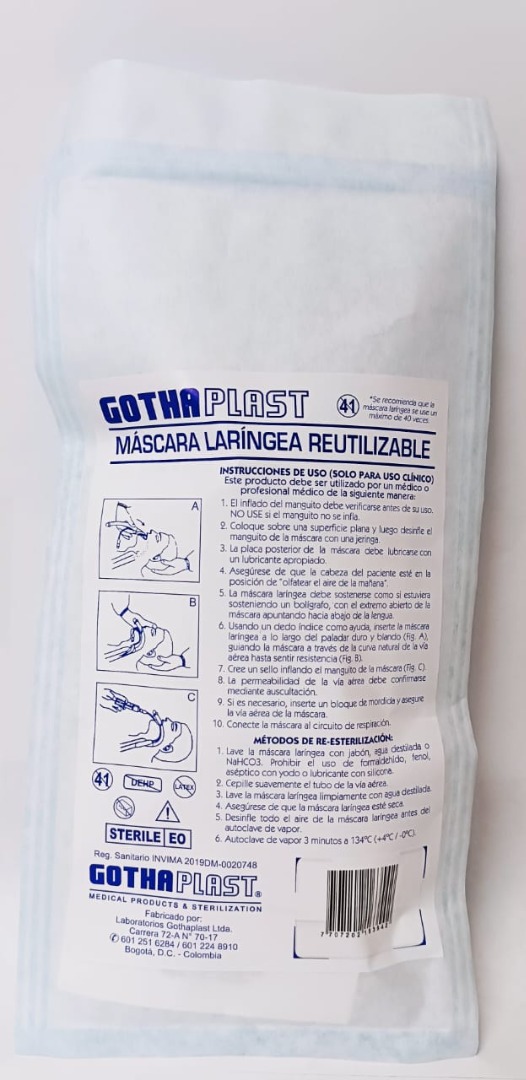 GOTHAPLAST
41
*Se recomienda que la
máscara laríngea se use un
máximo de 40 veces.
MÁSCARA LARÍNGEA REUTILIZABLE
INSTRUCCIONES DE USO (SOLO PARA USO CLÍNICO)
Este producto debe ser utilizado por un médico o
profesional médico de la siguiente manera:
1. El inflado del manguito debe verificarse antes de su uso.
NO USE si el manguito no se infla.
2. Coloque sobre una superficie plana y luego desinfle el
manguito de la máscara con una jeringa.
3. La placa posterior de la máscara debe lubricarse con
un lubricante apropiado.
4. Asegúrese de que la cabeza del paciente esté en la
posición de "olfatear el aire de la mañana".
5. La máscara laríngea debe sostenerse como si estuviera
sosteniendo un bolígrafo, con el extremo abierto de la
máscara apuntando hacia abajo de la lengua.
6. Usando un dedo índice como ayuda, inserte la máscara
laríngea a lo largo del paladar duro y blando (Fig. A),
guiando la máscara a través de la curva natural de la vía
aérea hasta sentir resistencia (Fig. B).
7. Cree un sello inflando el manguito de la máscara (Fig. C).
8. La permeabilidad de la vía aérea debe confirmarse
mediante auscultación.
9. Si es necesario, inserte un bloque de mordida y asegure
la vía aérea de la máscara.
10. Conecte la máscara al circuito de respiración.
A
B
C
MÉTODOS DE RE-ESTERILIZACIÓN:
1. Lave la máscara laríngea con jabón, agua destilada o
NaHCO3. Prohibir el uso de formaldehído, fenol,
aséptico con yodo o lubricante con silicona.
2. Cepille suavemente el tubo de la vía aérea.
3. Lave la máscara laríngea limpiamente con agua destilada.
4. Asegúrese de que la máscara laríngea esté seca.
5. Desinfle todo el aire de la máscara laríngea antes del
autoclave de vapor.
6. Autoclave de vapor 3 minutos a 134ºC (+4ºC / -0ºC).
41
DEHP
LATEX
STERILE EO
Reg. Sanitario INVIMA 2019DM-0020748
GOTHAPLAST®
MEDICAL PRODUCTS & STERILIZATION
Fabricado por:
Laboratorios Gothaplast Ltda.
Carrera 72-A N° 70-17
601 251 6284 / 601 224 8910
Bogotá, D.C. - Colombia